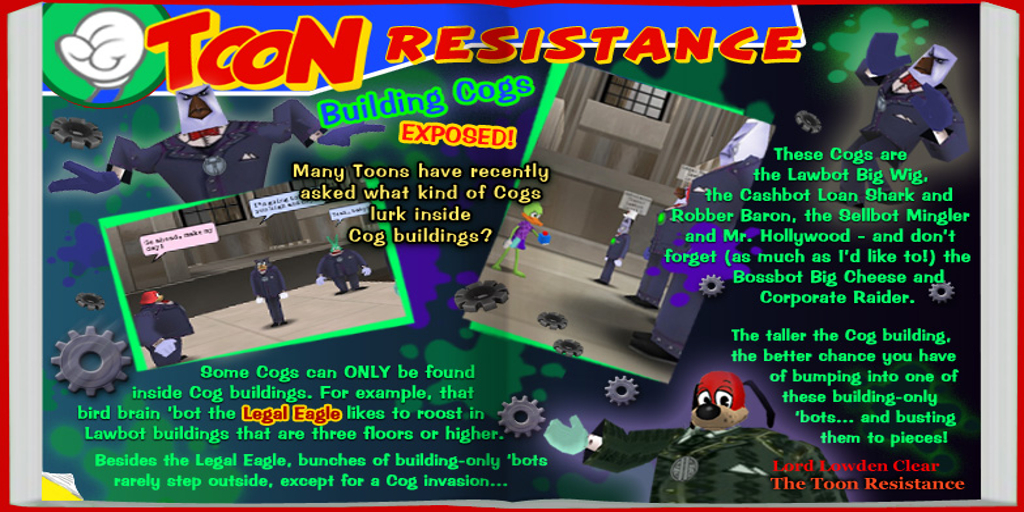 TOON RESISTANCE
Building Cogs
EXPOSED!
Many Toons have recently
asked what kind of Cogs
lurk inside
Cog buildings?
Go ahead, make my
day!
Some Cogs can ONLY be found
inside Cog buildings. For example, that
bird brain 'bot the Legal Eagle likes to roost in
Lawbot buildings that are three floors or higher.
Besides the Legal Eagle, bunches of building-only 'bots
rarely step outside, except for a Cog invasion...
These Cogs are
the Lawbot Big Wig,
the Cashbot Loan Shark and
Robber Baron, the Sellbot Mingler
and Mr. Hollywood - and don't
forget (as much as I'd like to!) the
Bossbot Big Cheese and
Corporate Raider.
The taller the Cog building,
the better chance you have
of bumping into one of
these building-only
'bots... and busting
them to pieces!
Lord Lowden Clear
The Toon Resistance